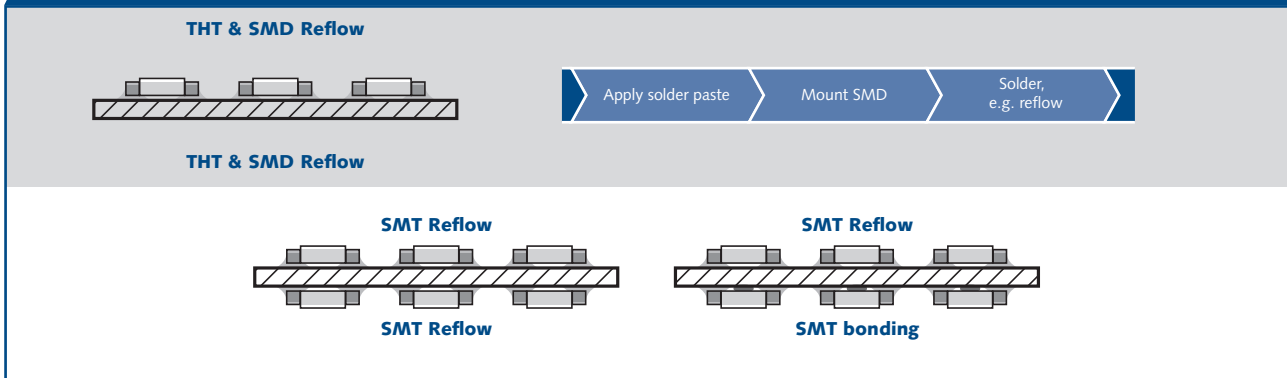 THT & SMD Reflow
Apply solder paste
Mount SMD
Solder,
e.g. reflow
THT & SMD Reflow
SMT Reflow
SMT Reflow
SMT Reflow
SMT bonding